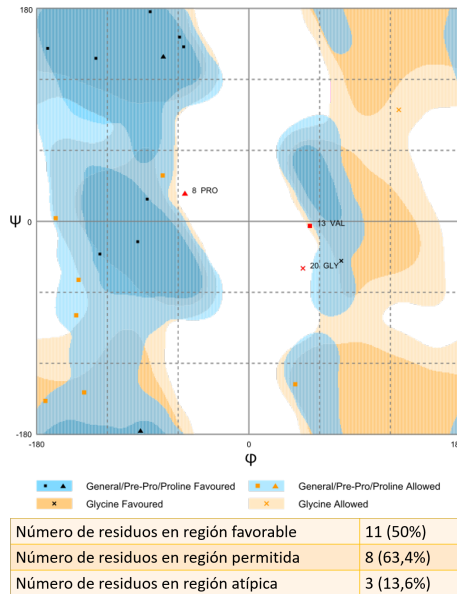 180
Ψ
8 PRO
0
13 VAL
20 GLY
-180
-180
0
18
φ
General/Pre-Pro/Proline Favoured
General/Pre-Pro/Proline Allowed
Glycine Favoured
Glycine Allowed
Número de residuos en región favorable 11 (50%)
Número de residuos en región permitida 8 (63,4%)
Número de residuos en región atípica 3 (13,6%)